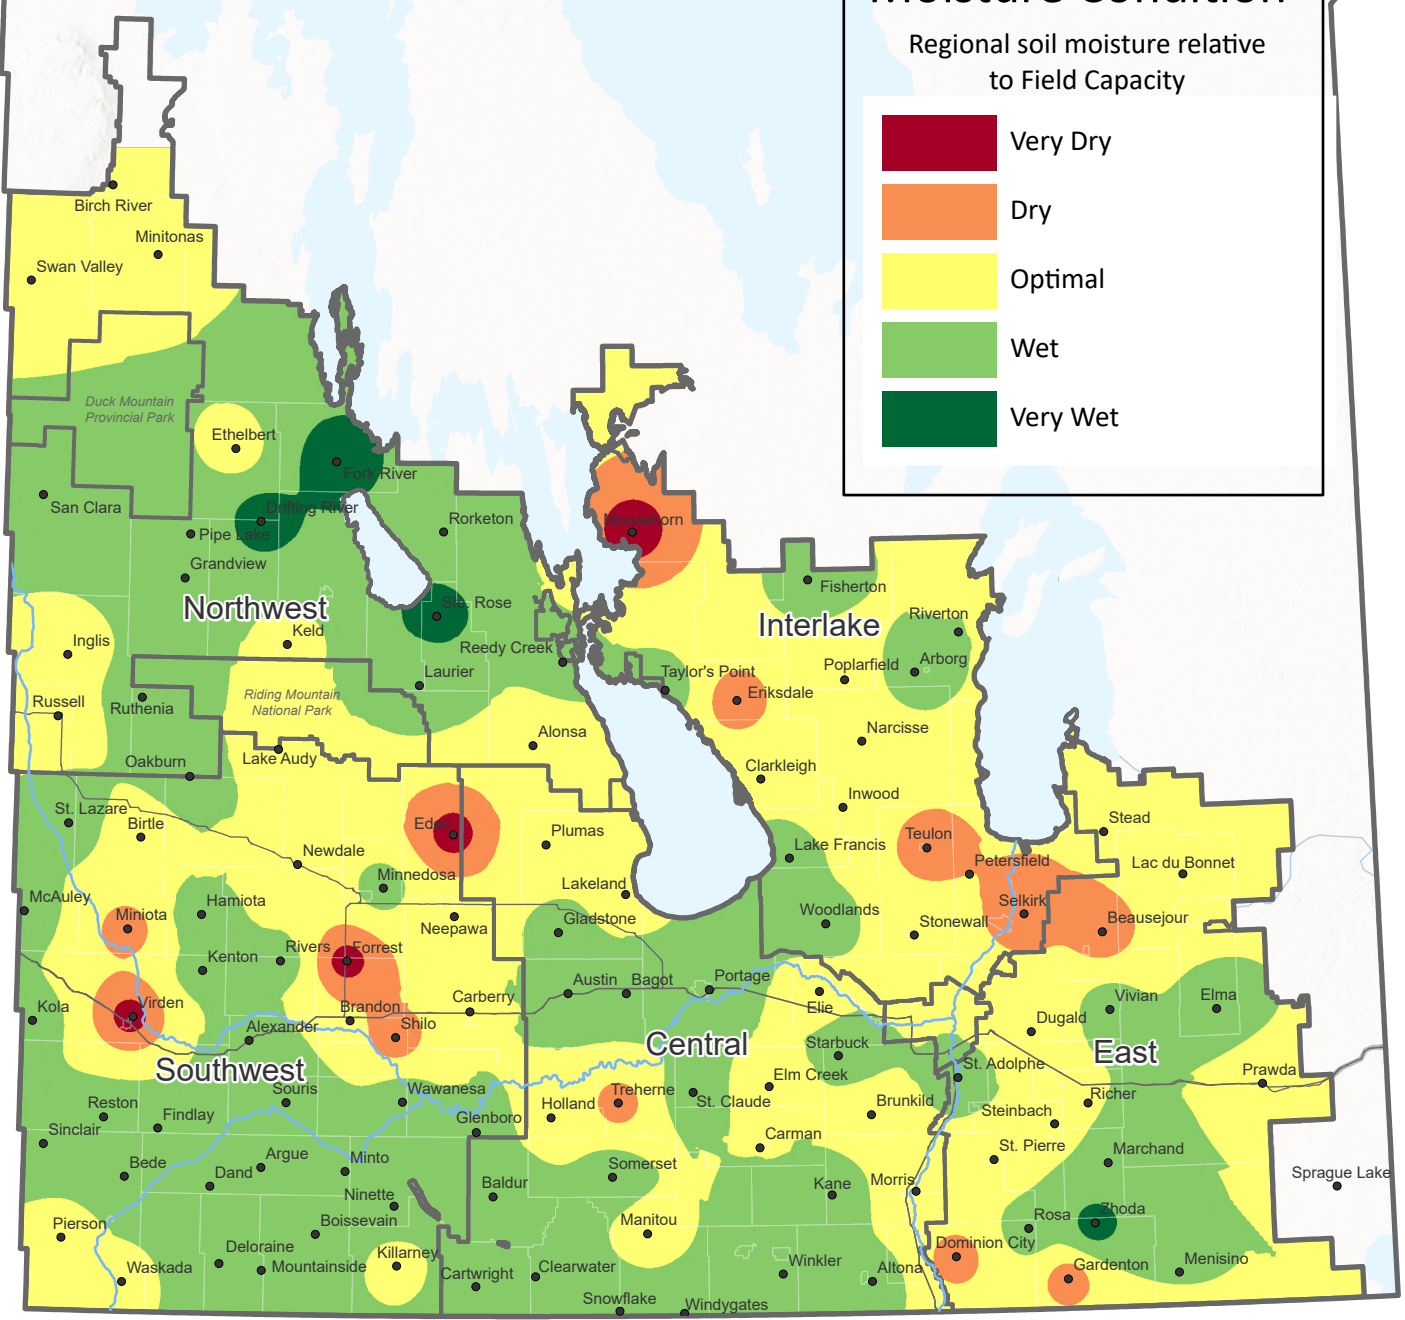 Moisture Condition
Regional soil moisture relative
to Field Capacity
Very Dry
Dry
Optimal
Wet
Very Wet
Birch River
Minitonas
Swan Valley
Duck Mountain
Provincial Park
Ethelbert
Fork River
San Clara
Drifting River
Pipe Lake
Rorketon
Moosehorn
Grandview
Northwest
Ste. Rose
Fisherton
Interlake
Riverton
Inglis
Keld
Reedy Creek
Laurier
Taylor's Point
Poplarfield
Arborg
Eriksdale
Russell
Ruthenia
Riding Mountain
National Park
Alonsa
Narcisse
Oakburn
Lake Audy
Clarkleigh
Inwood
St. Lazare
Birtle
Eden
Plumas
Lake Francis
Teulon
Stead
Newdale
Minnedosa
Petersfield
Lac du Bonnet
McAuley
Miniota
Hamiota
Lakeland
Gladstone
Neepawa
Woodlands
Stonewall
Selkirk
Beausejour
Kenton
Rivers
Forrest
Austin
Bagot
Portage
Kola
Virden
Brandon
Carberry
Elie
Vivian
Elma
Alexander
Shilo
Dugald
Southwest
Central
Starbuck
East
St. Adolphe
Souris
Wawanesa
Treherne
Elm Creek
Prawda
Reston
Findlay
Holland
St. Claude
Brunkild
Steinbach
Richer
Sinclair
Glenboro
Carman
St. Pierre
Marchand
Bede
Dand
Argue
Minto
Somerset
Sprague Lake
Ninette
Baldur
Kane
Morris
Pierson
Boissevain
Manitou
Rosa
Zhoda
Deloraine
Killarney
Dominion City
Waskada
Mountainside
Cartwright
Clearwater
Winkler
Altona
Gardenton
Menisino
Snowflake
Windygates